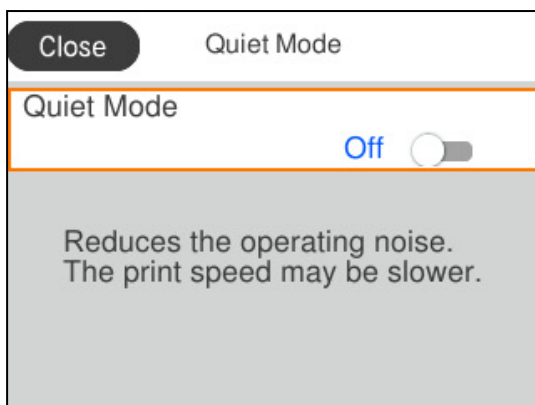 Close Quiet Mode
Quiet Mode
Off
Reduces the operating noise.
The print speed may be slower.